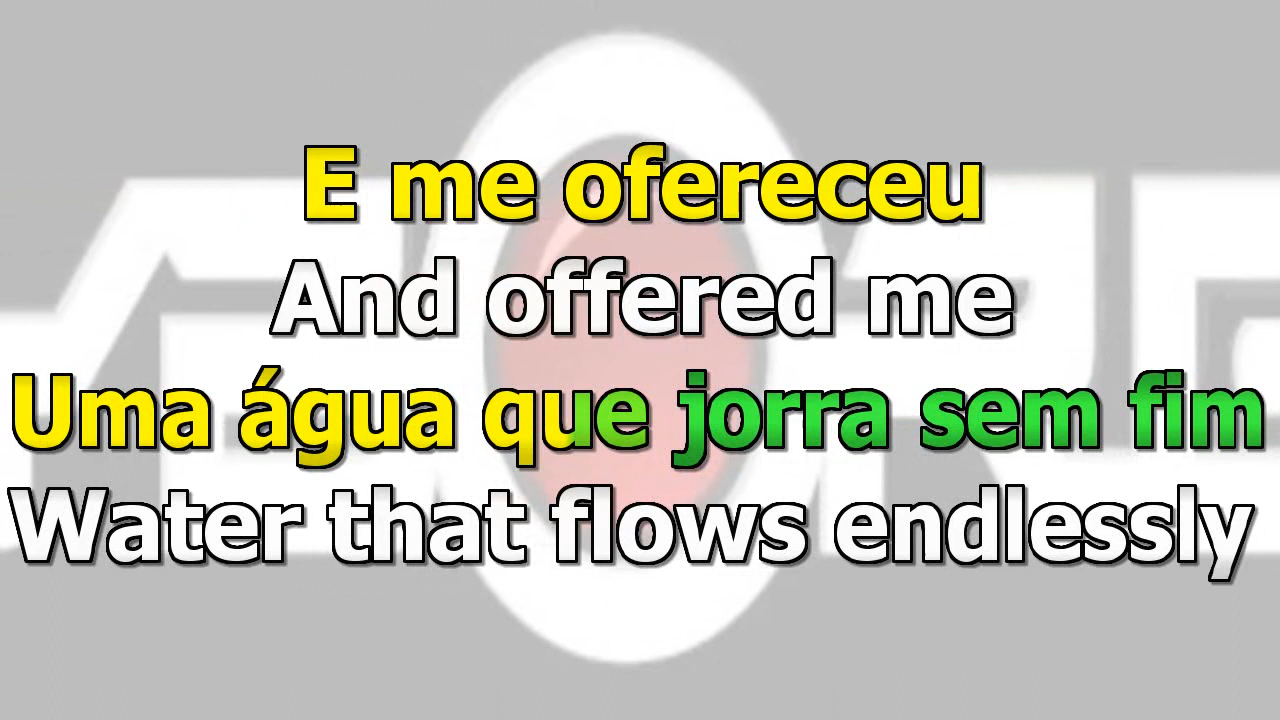 E me ofereceu
And offered me
Uma água que jorra sem fim
Water that flows endlessly